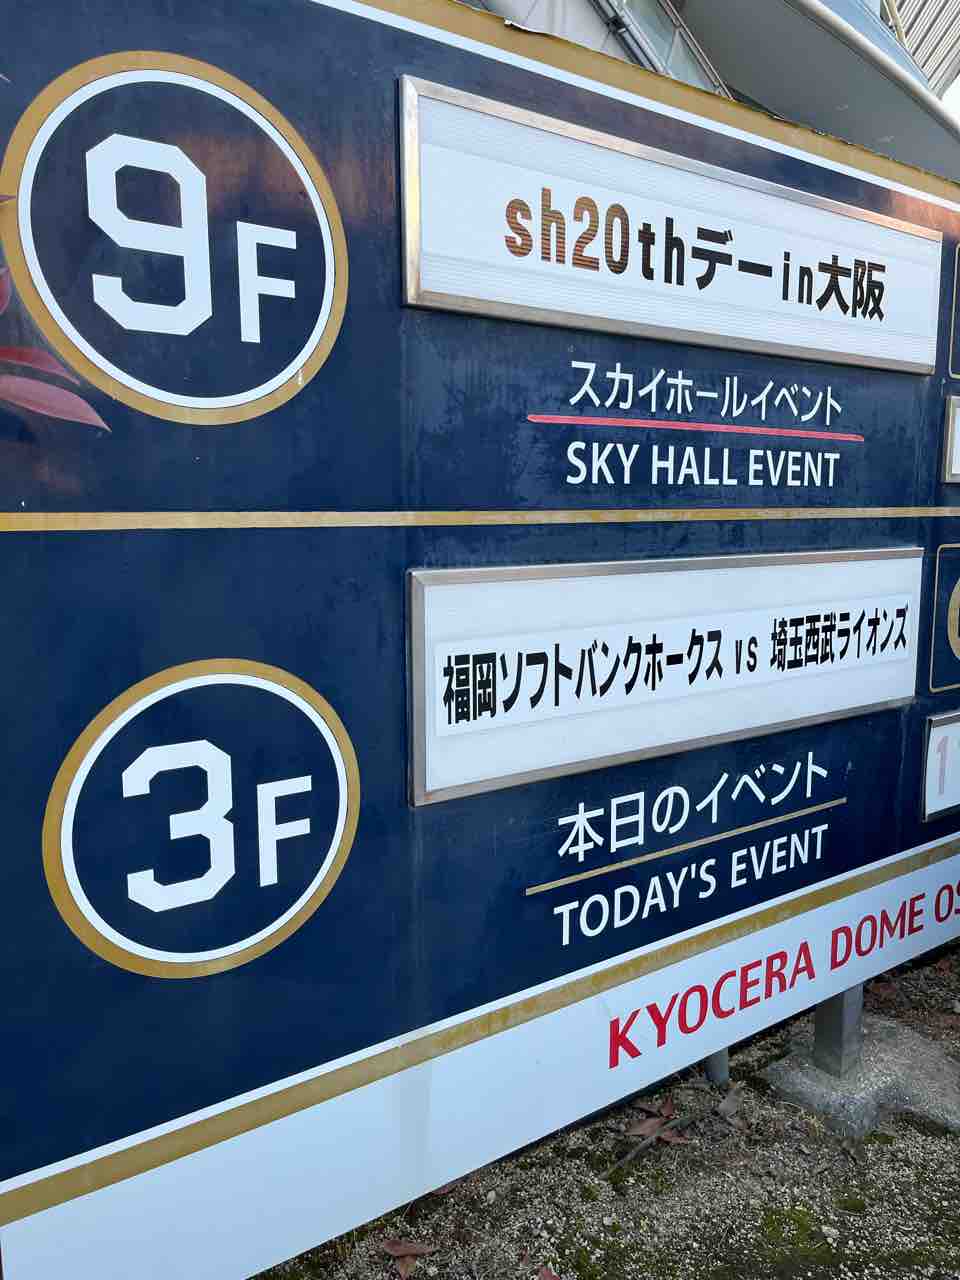 9F
sh20thデーin大阪
スカイホールイベント
SKY HALL EVENT
3F
福岡ソフトバンクホークス vs 埼玉西武ライオンズ
本日のイベント
TODAY'S EVENT
KYOCERA DOME